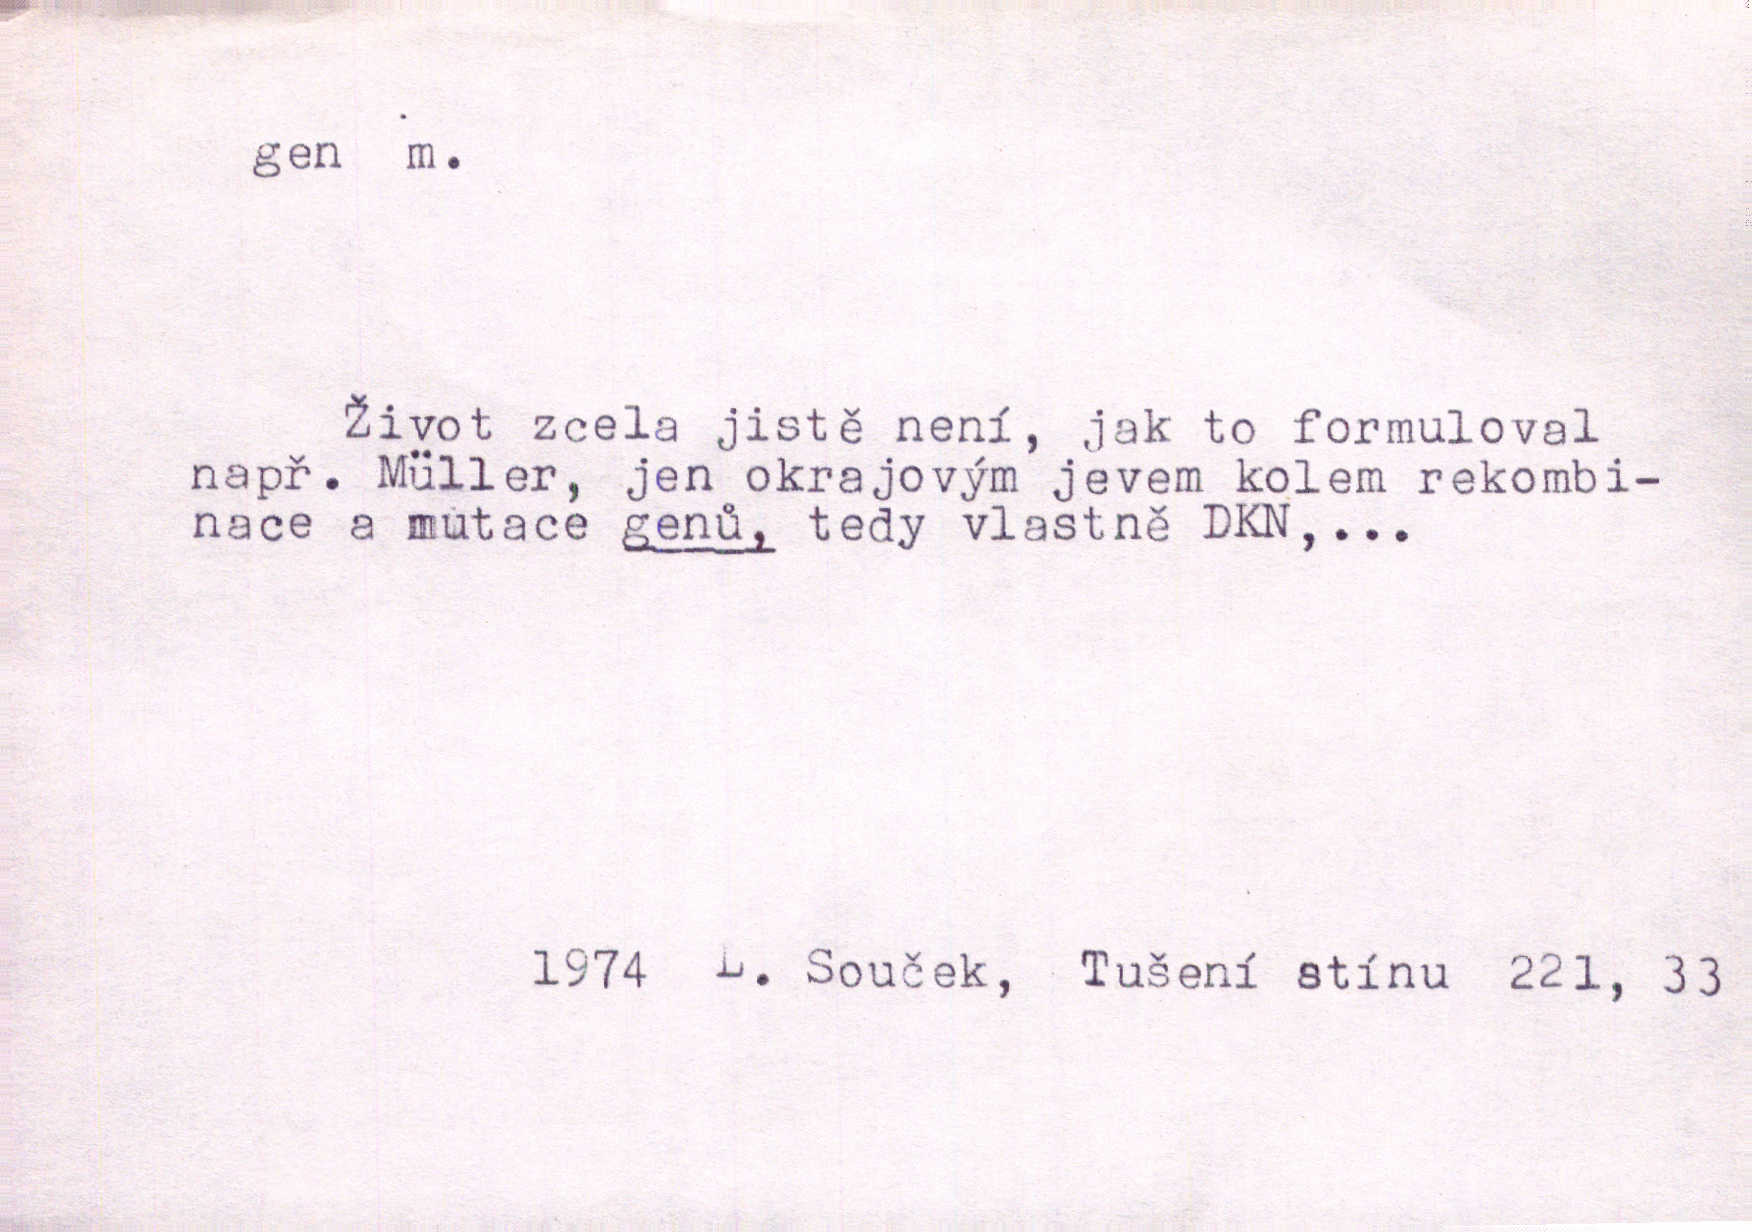 gen m.
Život zcela jistě není, jak to formuloval
např. Müller, jen okrajovým jevem kolem rekombi-
nace a mutace genů, tedy vlastně DKN,...
1974 L. Souček, Tušení stínu 221, 33